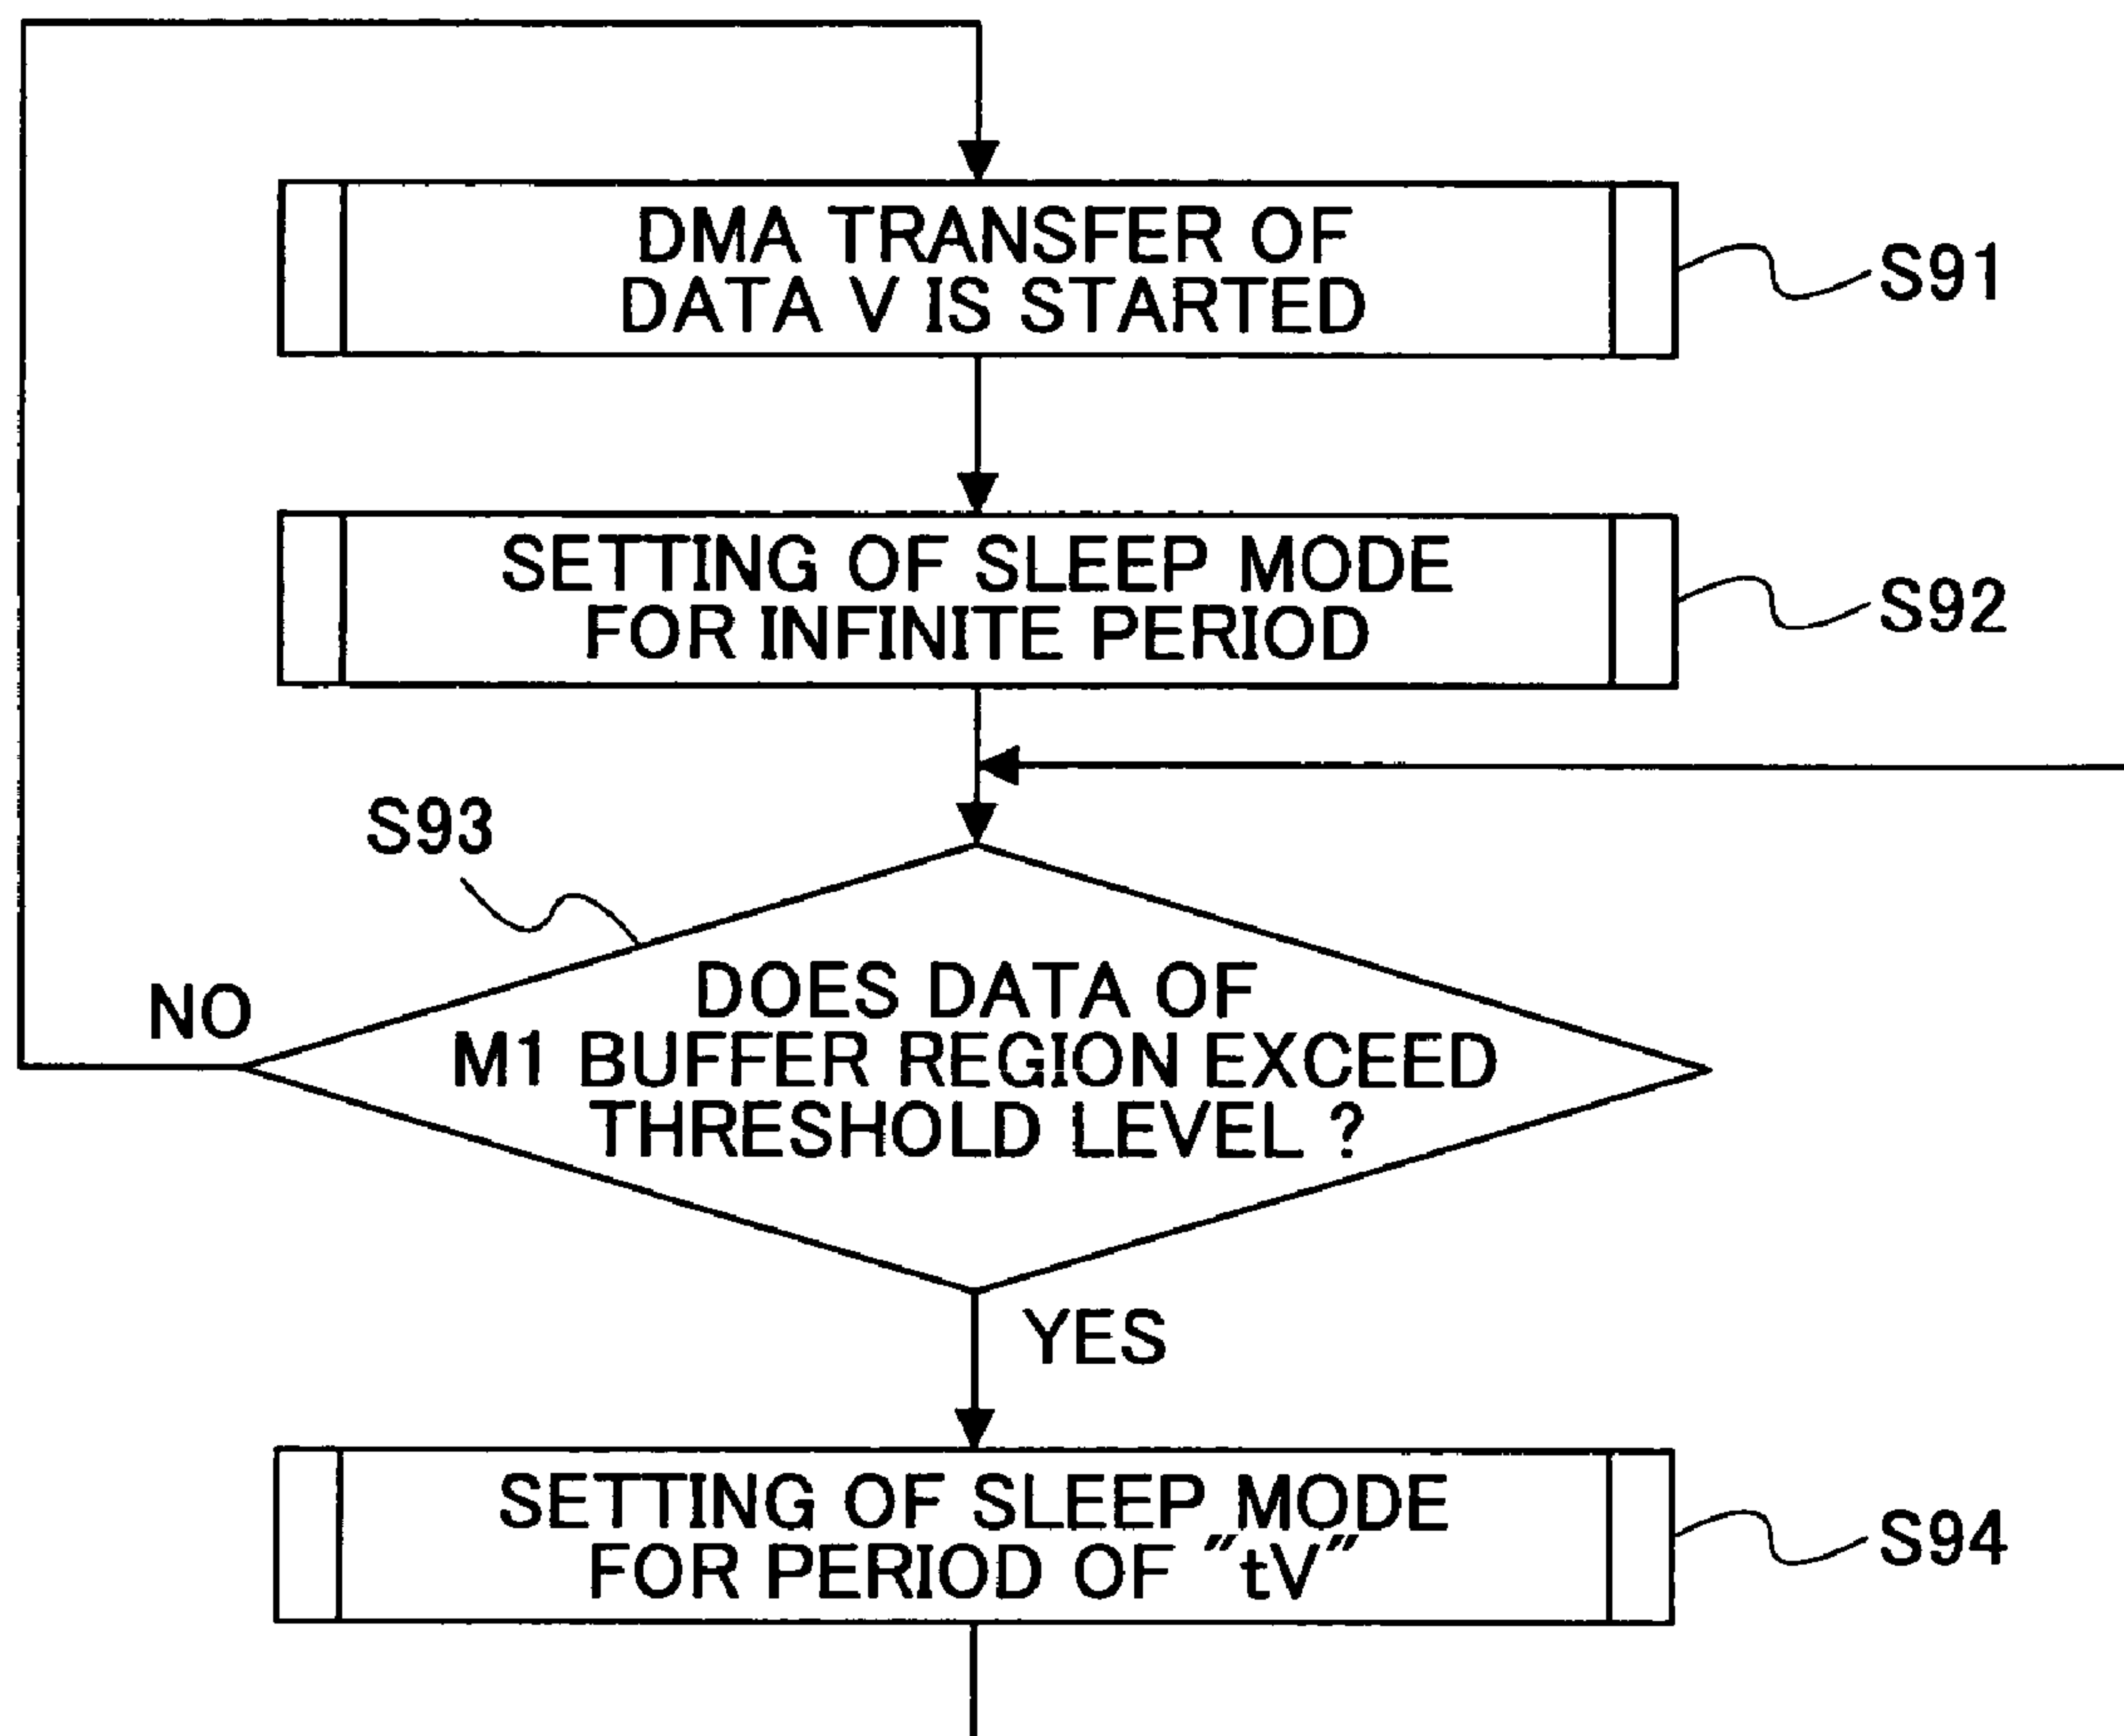 DMA TRANSFER OF
DATA V IS STARTED
S91
SETTING OF SLEEP MODE
FOR INFINITE PERIOD
S92
S93
DOES DATA OF
M1 BUFFER REGION EXCEED
THRESHOLD LEVEL ?
NO
YES
SETTING OF SLEEP MODE
FOR PERIOD OF "tV"
S94